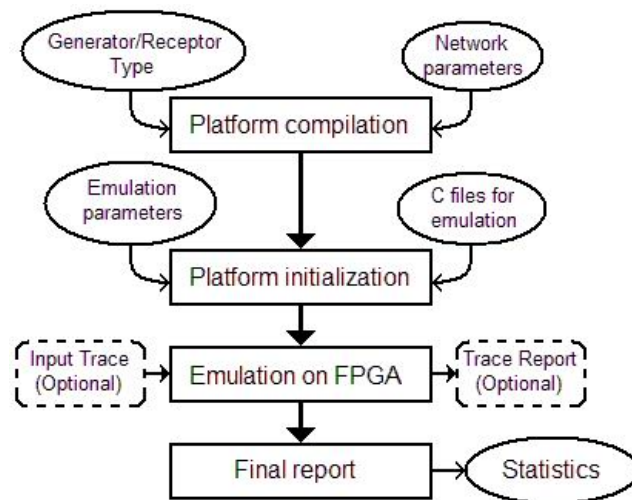 Generator/Receptor
Type
Network
parameters
Platform compilation
Emulation
parameters
C files for
emulation
Platform initialization
Input Trace
(Optional)
Emulation on FPGA
Trace Report
(Optional)
Final report
Statistics